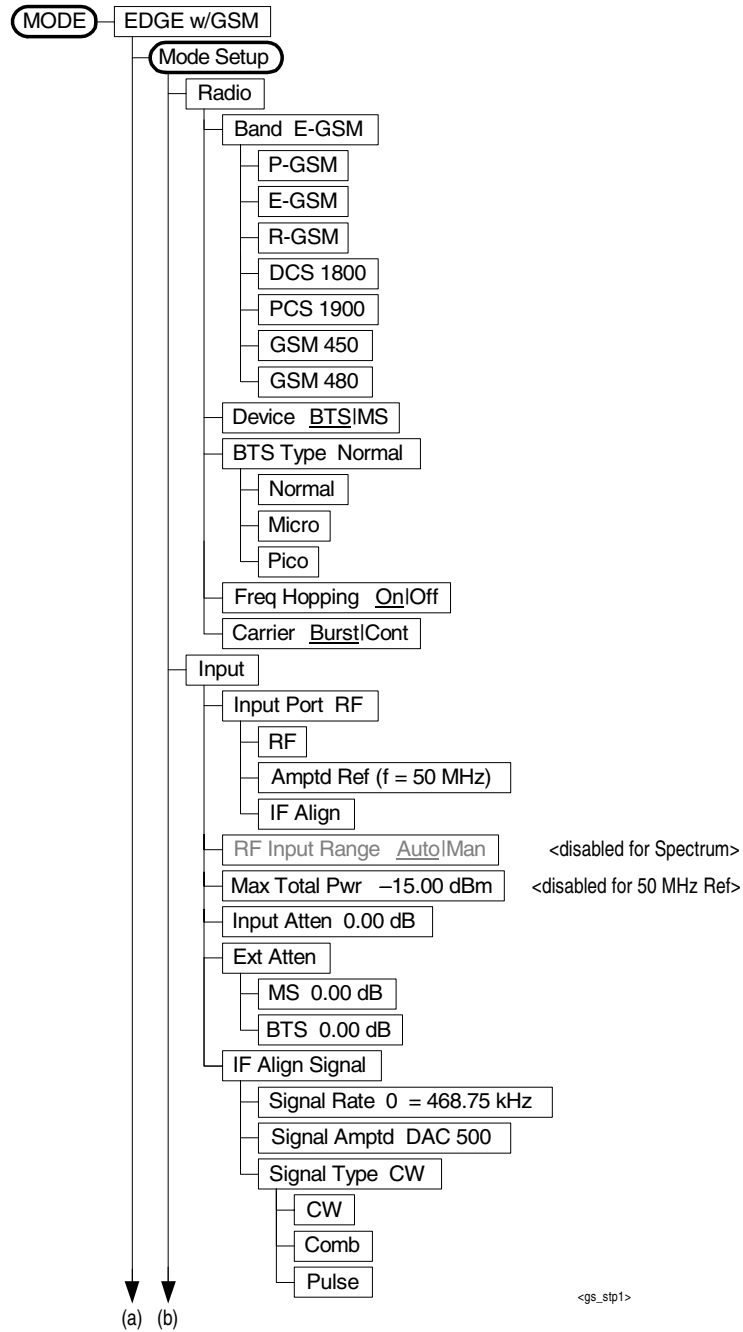 MODE EDGE w/GSM
Mode Setup
Radio
Band E-GSM
P-GSM
E-GSM
R-GSM
DCS 1800
PCS 1900
GSM 450
GSM 480
Device BTS|MS
BTS Type Normal
Normal
Micro
Pico
Freq Hopping On|Off
Carrier Burst|Cont
Input
Input Port RF
RF
Amptd Ref (f = 50 MHz)
IF Align
RF Input Range Auto|Man <disabled for Spectrum>
Max Total Pwr –15.00 dBm <disabled for 50 MHz Ref>
Input Atten 0.00 dB
Ext Atten
MS 0.00 dB
BTS 0.00 dB
IF Align Signal
Signal Rate 0 = 468.75 kHz
Signal Amptd DAC 500
Signal Type CW
CW
Comb
Pulse
<gs_stp1>
(a) (b)